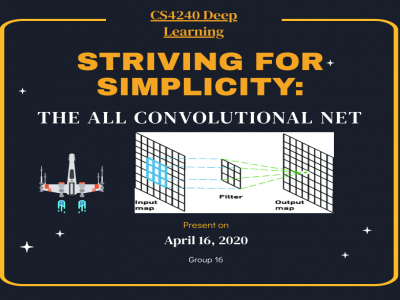 CS4240 Deep
Learning
STRIVING FOR
SIMPLICITY:
THE ALL CONVOLUTIONAL NET
Input
map
Filter
Output
map
Present on
April 16, 2020
Group 16